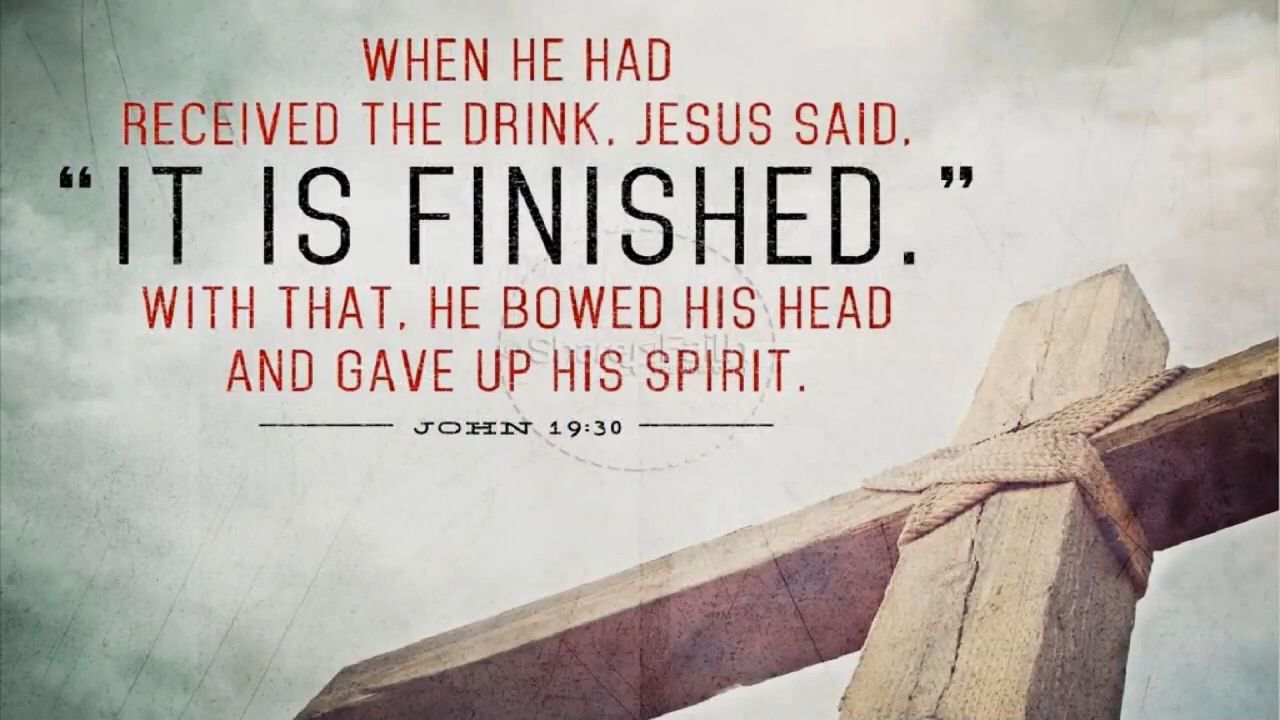 WHEN HE HAD
RECEIVED THE DRINK, JESUS SAID,
“IT IS FINISHED.”
WITH THAT, HE BOWED HIS HEAD
AND GAVE UP HIS SPIRIT.
JOHN 19:30
©ShareFaith